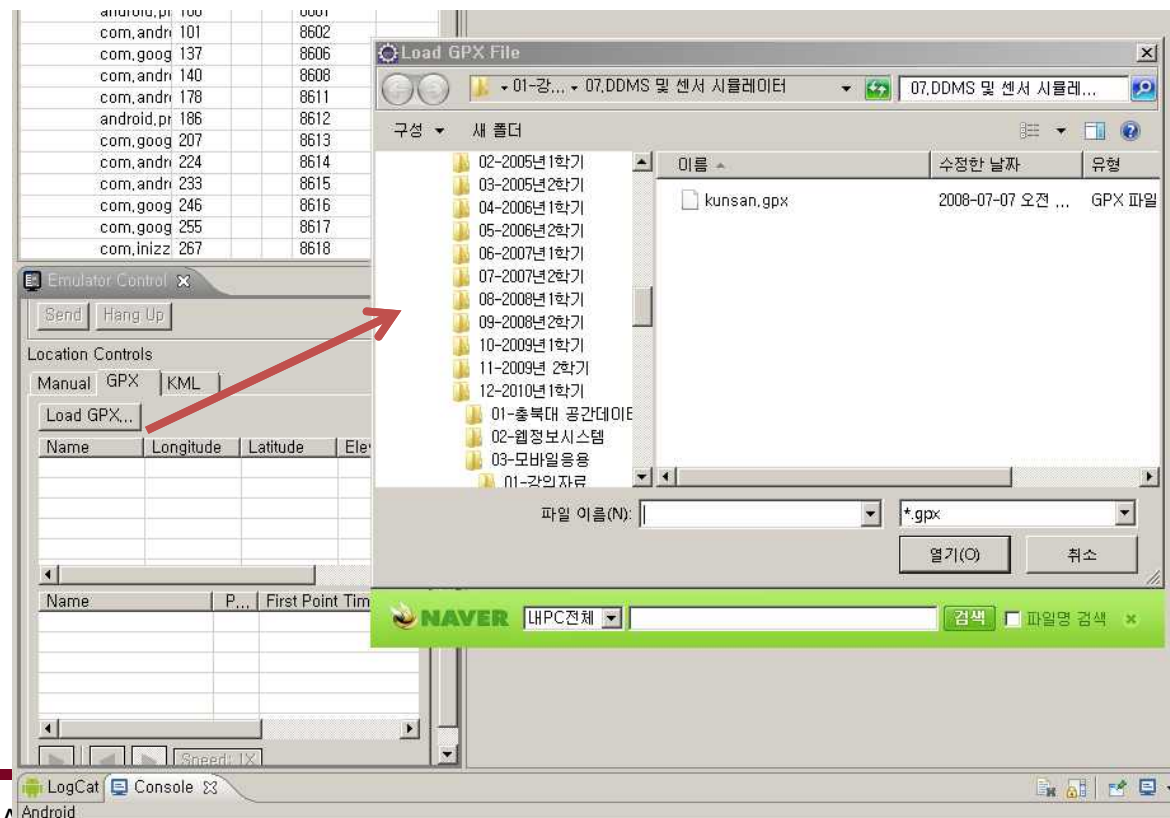 com,andr 101 8602
com,goog 137 8606
com,andr 140 8608
com,andr 178 8611
android,pr 186 8612
com,goog 207 8613
com,andr 224 8614
com,andr 233 8615
com,goog 246 8616
com,goog 255 8617
com,inizz 267 8618
Emulator Control
Send Hang Up
Location Controls
Manual GPX KML
Load GPX...
Name Longitude Latitude Ele
Name P... First Point Tim
Speed: 1X
Load GPX File
01-강... 07,DDMS 및 센서 시뮬레이터 07,DDMS 및 센서 시뮬레...
구성 새 폴더
02-2005년1학기
03-2005년2학기
04-2006년1학기
05-2006년2학기
06-2007년1학기
07-2007년2학기
08-2008년1학기
09-2008년2학기
10-2009년1학기
11-2009년 2학기
12-2010년1학기
01-충북대 공간데이터
02-웹정보시스템
03-모바일응용
01-강의자료
이름 수정한 날짜 유형
kunsan,gpx 2008-07-07 오전 ... GPX 파일
파일 이름(N): *.gpx
열기(O) 취소
NAVER 내PC전체 검색 파일명 검색
LogCat Console
Android